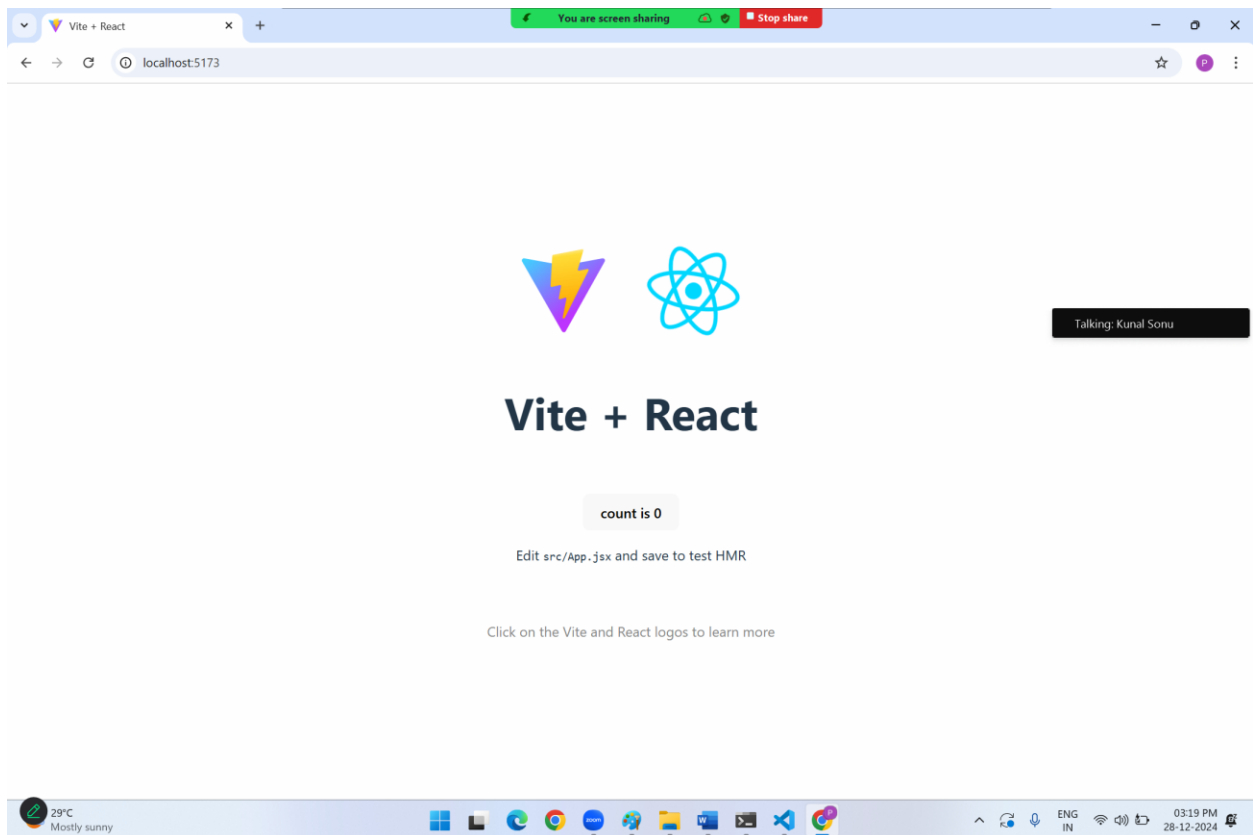 Vite + React
You are screen sharing
Stop share
localhost:5173
P
Talking: Kunal Sonu
Vite + React
count is 0
Edit src/App.jsx and save to test HMR
Click on the Vite and React logos to learn more
29°C
Mostly sunny
zoom
P
ENG
IN
03:19 PM
28-12-2024